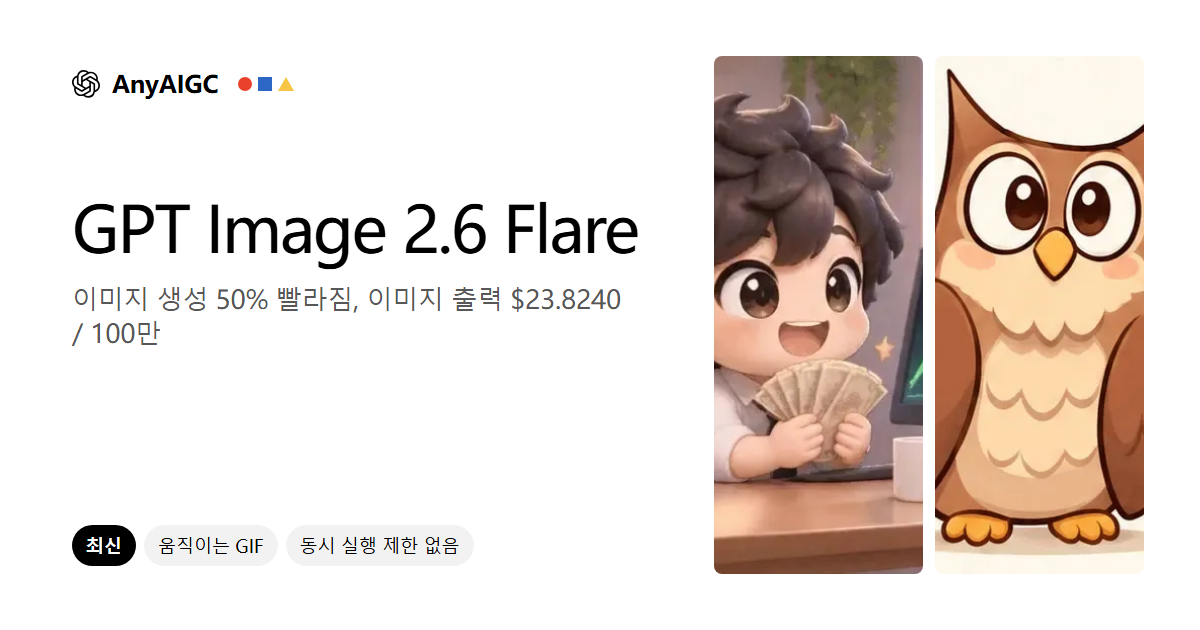 AnyAIGC
GPT Image 2.6 Flare
이미지 생성 50% 빨라짐, 이미지 출력 $23.8240
/ 100만
최신
움직이는 GIF
동시 실행 제한 없음